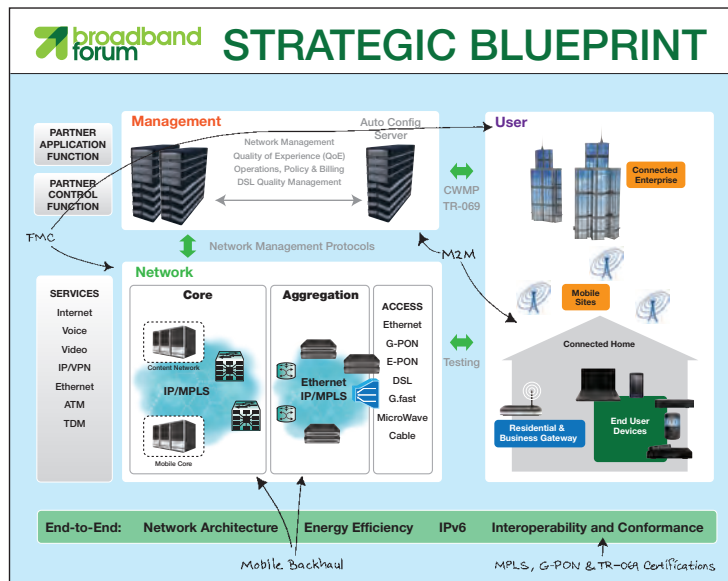 broadband
forum
STRATEGIC BLUEPRINT
PARTNER
APPLICATION
FUNCTION
PARTNER
CONTROL
FUNCTION
FMC
Management
Auto Config
Server
Network Management
Quality of Experience (QoE)
Operations, Policy & Billing
DSL Quality Management
CWMP
TR-069
User
Connected
Enterprise
Mobile
Sites
Connected Home
Residential &
Business Gateway
End User
Devices
Network Management Protocols
M2M
Testing
SERVICES
Internet
Voice
Video
IP/VPN
Ethernet
ATM
TDM
Network
Core
Contant Network
IP/MPLS
Mobile Core
Aggregation
Ethernet
IP/MPLS
ACCESS
Ethernet
G-PON
E-PON
DSL
G.fast
MicroWave
Cable
End-to-End: Network Architecture Energy Efficiency IPv6 Interoperability and Conformance
Mobile Backhaul
MPLS, G-PON & TR-069 Certifications